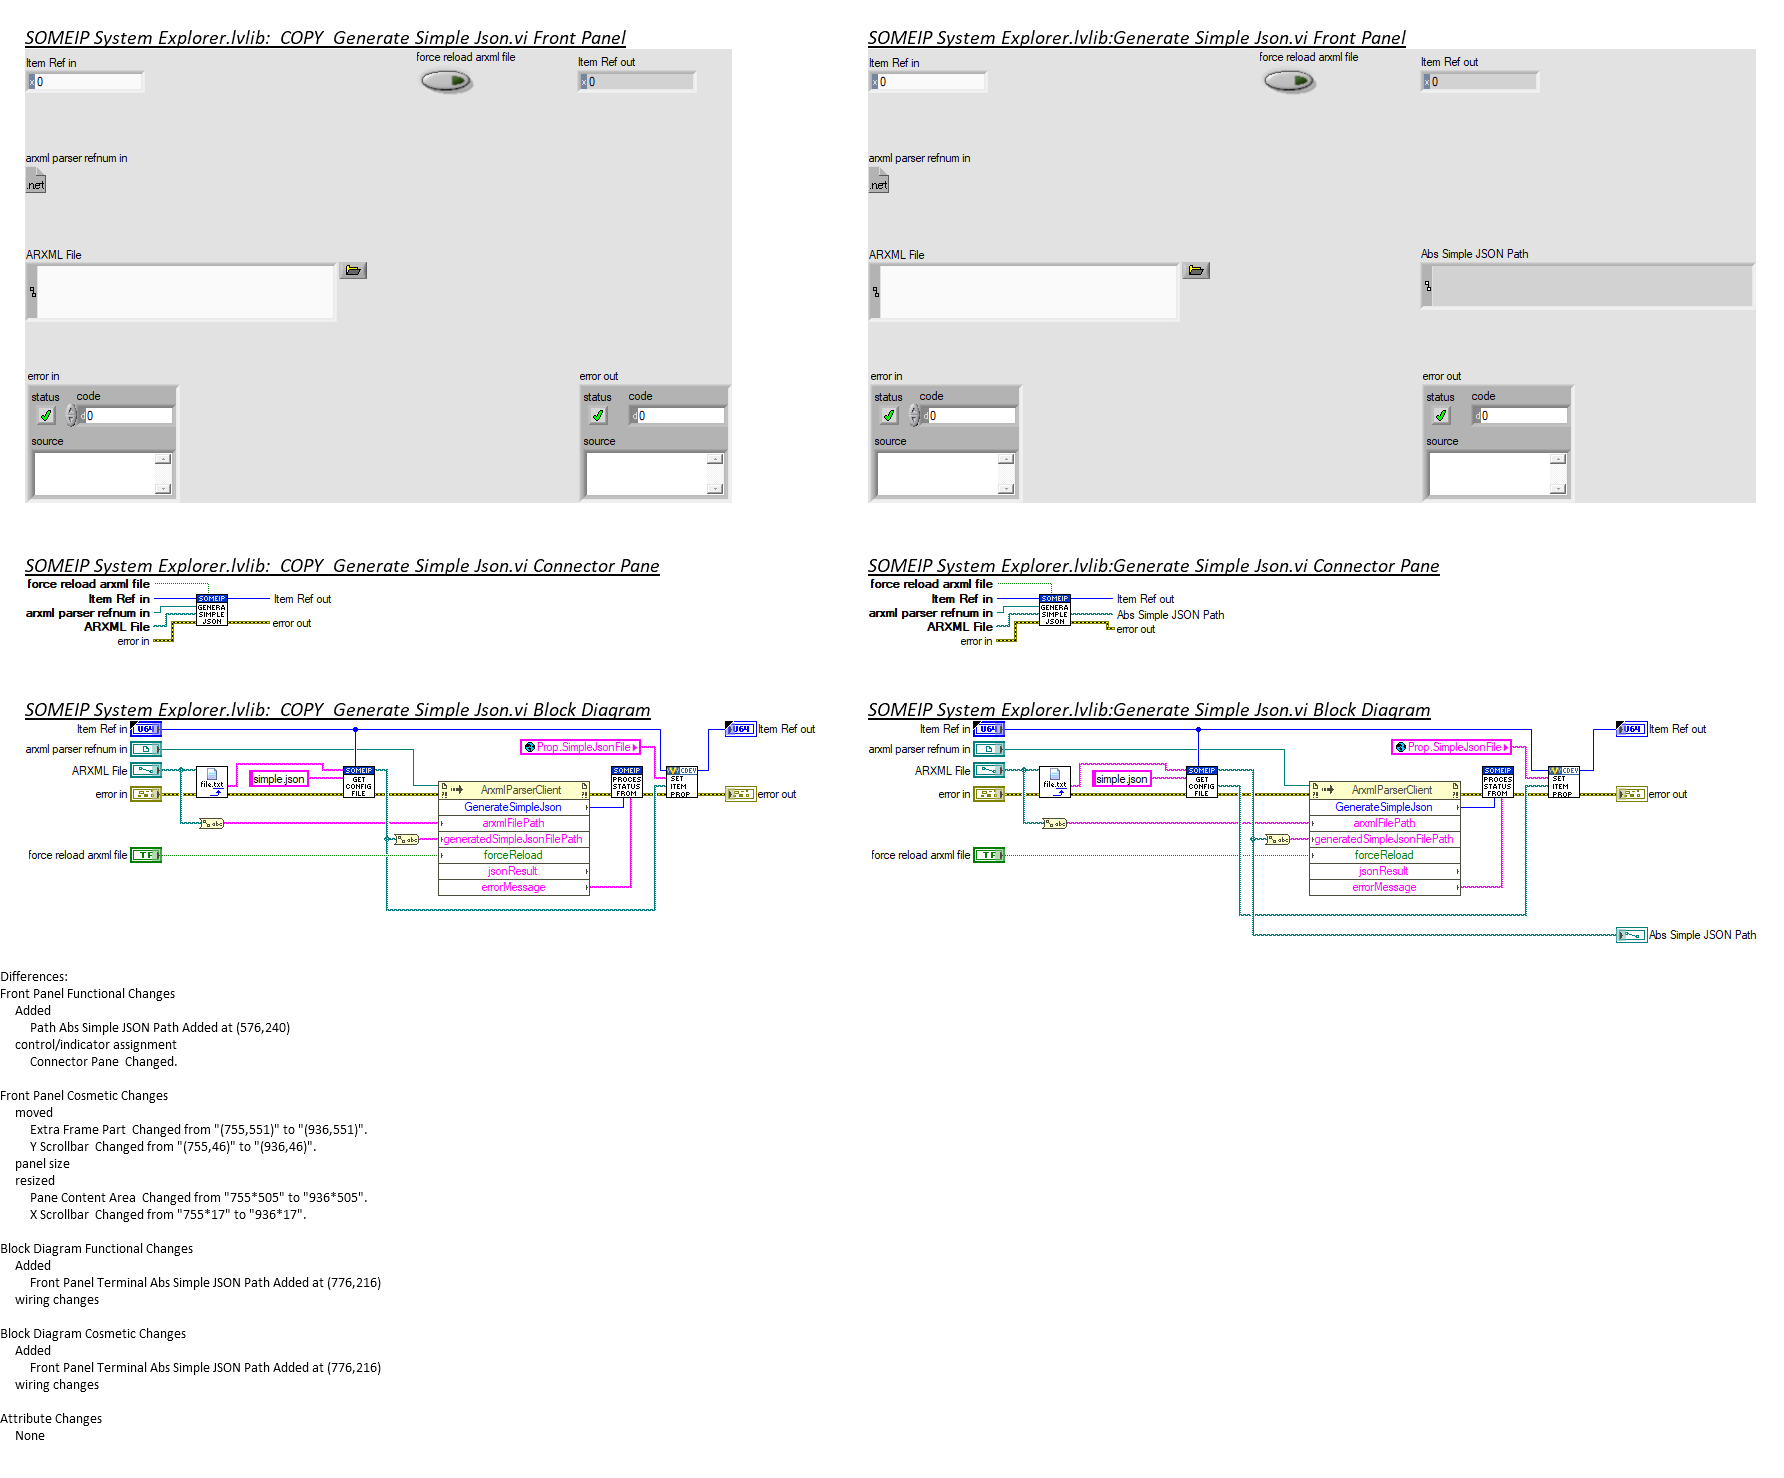 SOMEIP System Explorer.lvlib:  COPY  Generate Simple Json.vi Front Panel
Item Ref in
force reload arxml file
Item Ref out
x 0
x 0
arxml parser refnum in
.net
ARXML File
error in
error out
status code
status code
d 0
d 0
source
source
SOMEIP System Explorer.lvlib:Generate Simple Json.vi Front Panel
Item Ref in
force reload arxml file
Item Ref out
x 0
x 0
arxml parser refnum in
.net
ARXML File
Abs Simple JSON Path
error in
error out
status code
status code
d 0
d 0
source
source
SOMEIP System Explorer.lvlib:  COPY  Generate Simple Json.vi Connector Pane
force reload arxml file
Item Ref in
arxml parser refnum in
ARXML File
error in
SOMEIP
GENERA
SIMPLE
JSON
Item Ref out
error out
SOMEIP System Explorer.lvlib:Generate Simple Json.vi Connector Pane
force reload arxml file
Item Ref in
arxml parser refnum in
ARXML File
error in
SOMEIP
GENERA
SIMPLE
JSON
Item Ref out
Abs Simple JSON Path
error out
SOMEIP System Explorer.lvlib:  COPY  Generate Simple Json.vi Block Diagram
Item Ref in
U64
arxml parser refnum in
ARXML File
error in
force reload arxml file
TF
file.txt
abc
simple.json
SOMEIP
GET
CONFIG
FILE
abc
Prop.SimpleJsonFile
ArxmlParserClient
GenerateSimpleJson
arxmlFilePath
generatedSimpleJsonFilePath
forceReload
jsonResult
errorMessage
SOMEIP
PROCES
STATUS
FROM
CDEV
SET
ITEM
PROP
U64
Item Ref out
error out
SOMEIP System Explorer.lvlib:Generate Simple Json.vi Block Diagram
Item Ref in
U64
arxml parser refnum in
ARXML File
error in
force reload arxml file
TF
file.txt
abc
simple.json
SOMEIP
GET
CONFIG
FILE
abc
Prop.SimpleJsonFile
ArxmlParserClient
GenerateSimpleJson
arxmlFilePath
generatedSimpleJsonFilePath
forceReload
jsonResult
errorMessage
SOMEIP
PROCES
STATUS
FROM
CDEV
SET
ITEM
PROP
U64
Item Ref out
error out
Abs Simple JSON Path
Differences:
Front Panel Functional Changes
Added
Path Abs Simple JSON Path Added at (576,240)
control/indicator assignment
Connector Pane  Changed.
Front Panel Cosmetic Changes
moved
Extra Frame Part  Changed from "(755,551)" to "(936,551)".
Y Scrollbar  Changed from "(755,46)" to "(936,46)".
panel size
resized
Pane Content Area  Changed from "755*505" to "936*505".
X Scrollbar  Changed from "755*17" to "936*17".
Block Diagram Functional Changes
Added
Front Panel Terminal Abs Simple JSON Path Added at (776,216)
wiring changes
Block Diagram Cosmetic Changes
Added
Front Panel Terminal Abs Simple JSON Path Added at (776,216)
wiring changes
Attribute Changes
None